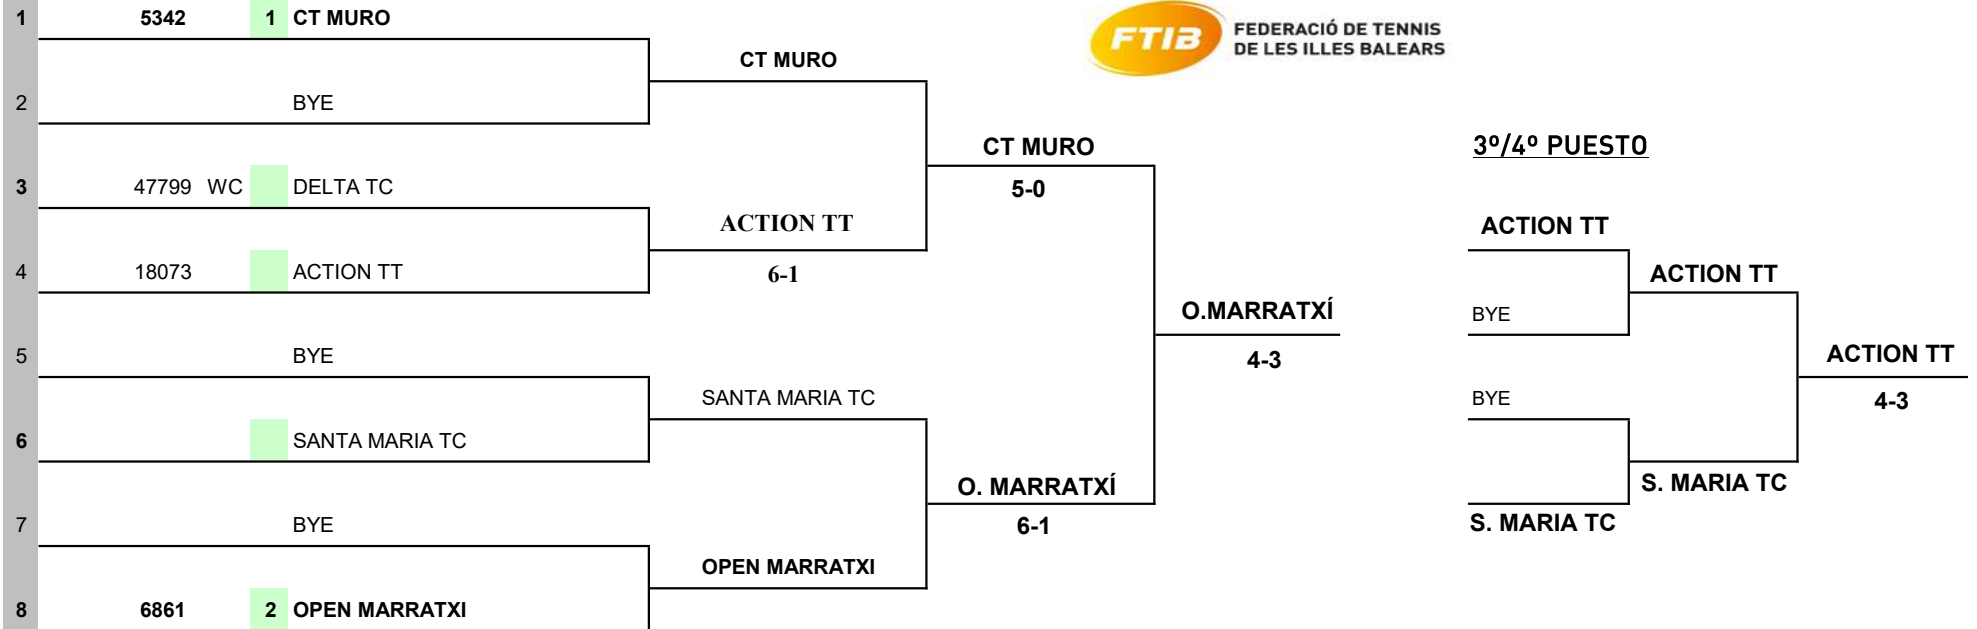 1 5342 1 CT MURO
FTIB FEDERACIÓ DE TENNIS
DE LES ILLES BALEARS
CT MURO
2 BYE
CT MURO
3º/4º PUESTO
3 47799 WC DELTA TC
5-0
ACTION TT
ACTION TT
4 18073 ACTION TT
6-1
ACTION TT
O.MARRATXÍ
BYE
5 BYE
4-3
ACTION TT
SANTA MARIA TC
BYE
4-3
6 SANTA MARIA TC
O. MARRATXÍ
S. MARIA TC
7 BYE
6-1
S. MARIA TC
OPEN MARRATXI
8 6861 2 OPEN MARRATXI